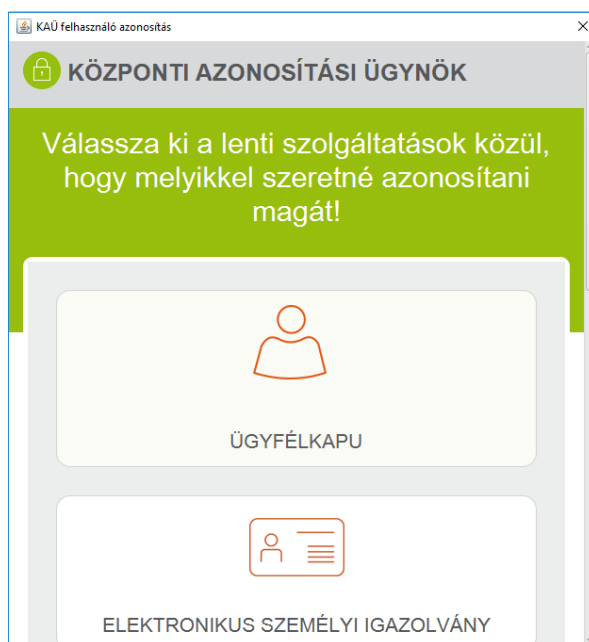 KAÜ felhasználó azonosítás
KÖZPONTI AZONOSÍTÁSI ÜGYNÖK
Válassza ki a lenti szolgáltatások közül,
hogy melyikkel szeretné azonosítani
magát!
ÜGYFÉLKAPU
ELEKTRONIKUS SZEMÉLYI IGAZOLVÁNY